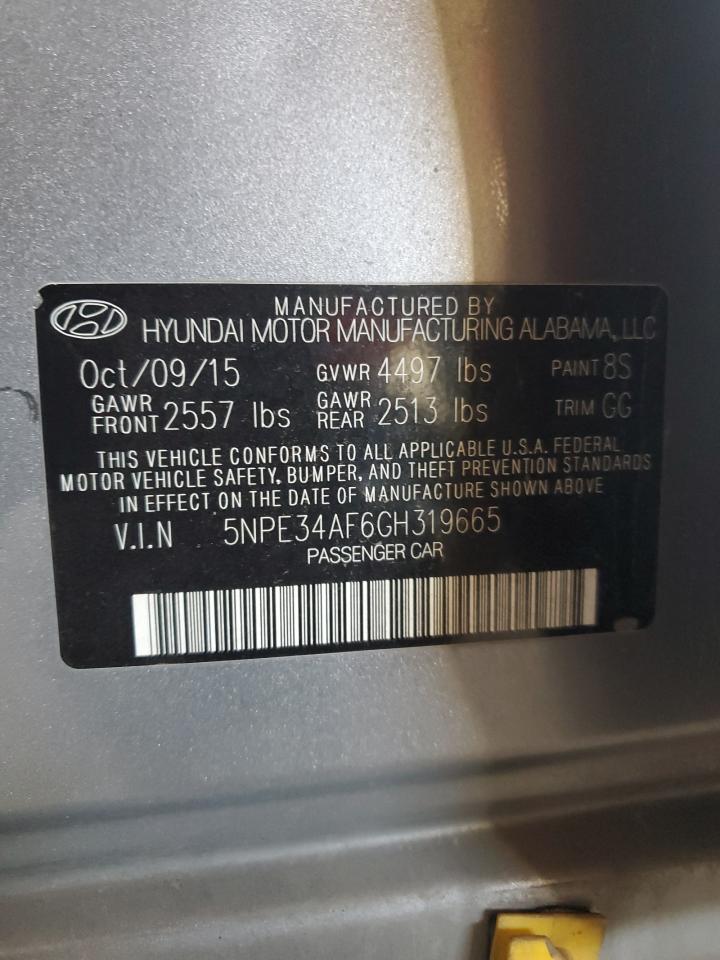 MANUFACTURED BY
HYUNDAI MOTOR MANUFACTURING ALABAMA, LLC
Oct/09/15 GVWR 4497 lbs PAINT 8S
GAWR FRONT 2557 lbs GAWR REAR 2513 lbs TRIM GG
THIS VEHICLE CONFORMS TO ALL APPLICABLE U.S.A. FEDERAL
MOTOR VEHICLE SAFETY, BUMPER, AND THEFT PREVENTION STANDARDS
IN EFFECT ON THE DATE OF MANUFACTURE SHOWN ABOVE
V.I.N 5NPE34AF6GH319665
PASSENGER CAR